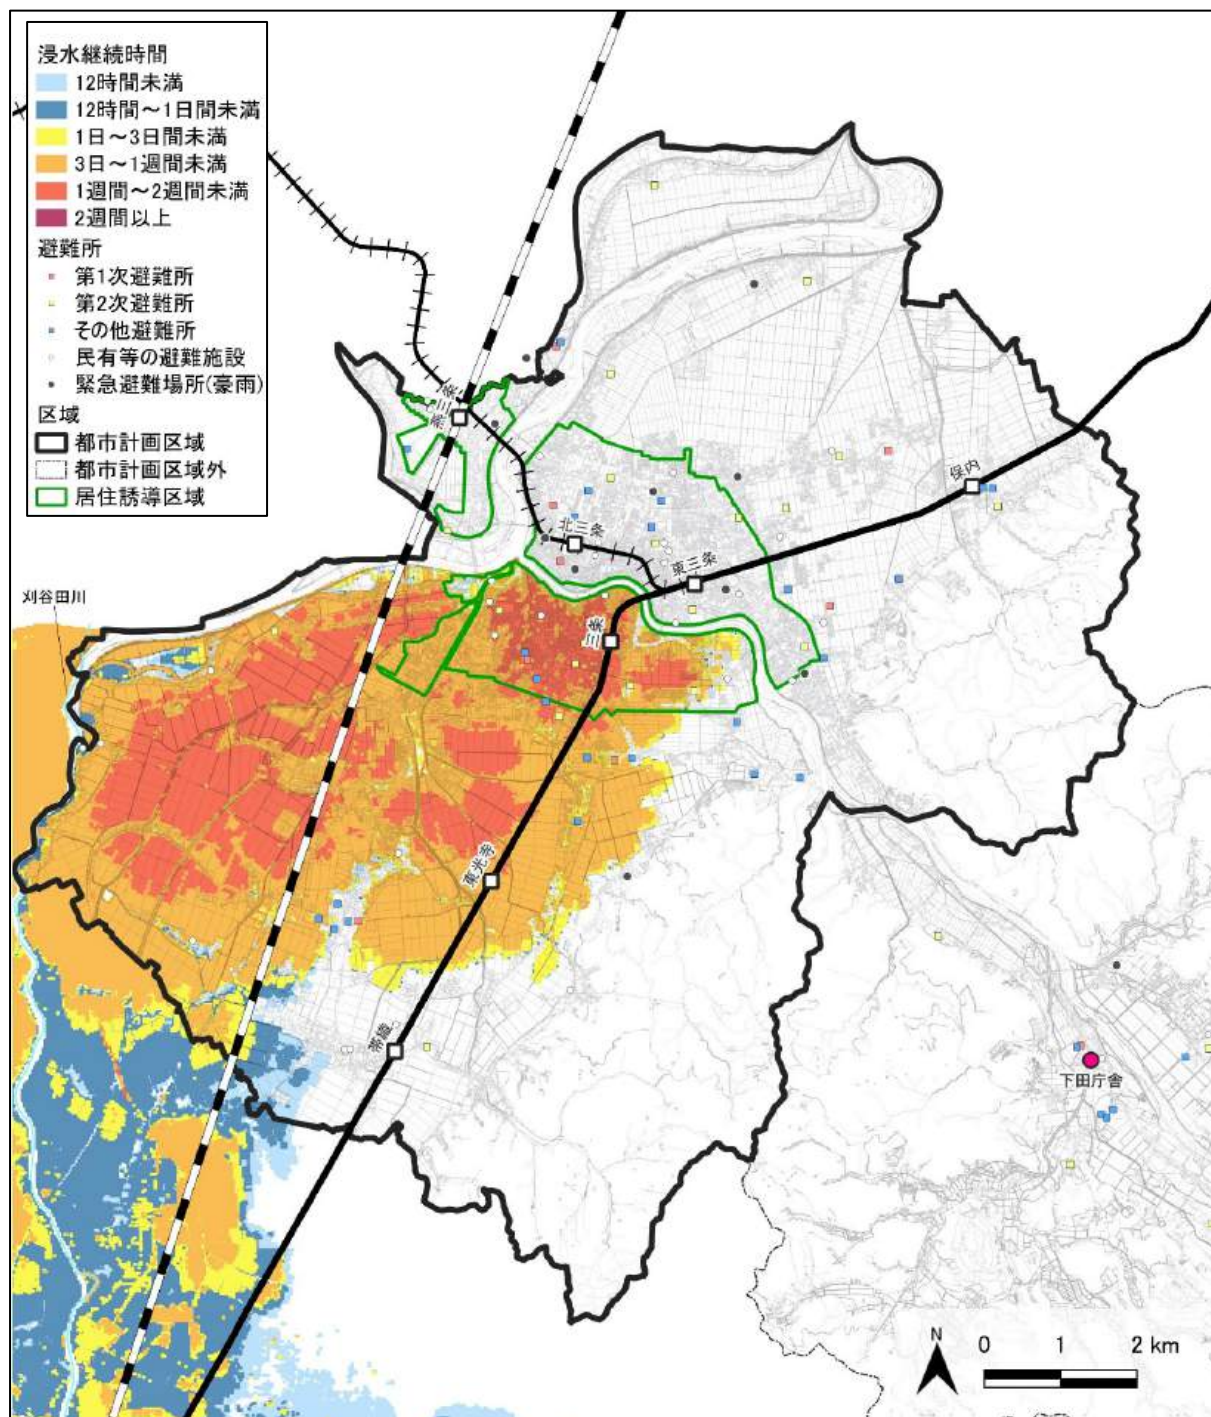 浸水継続時間
12時間未満
12時間～1日間未満
1日～3日間未満
3日～1週間未満
1週間～2週間未満
2週間以上
避難所
第1次避難所
第2次避難所
その他避難所
民有等の避難施設
緊急避難場所(豪雨)
区域
都市計画区域
都市計画区域外
居住誘導区域
燕三条
保内
北三条
東三条
刈谷田川
三条
東光寺
帯織
下田庁舎
N
0 1 2 km